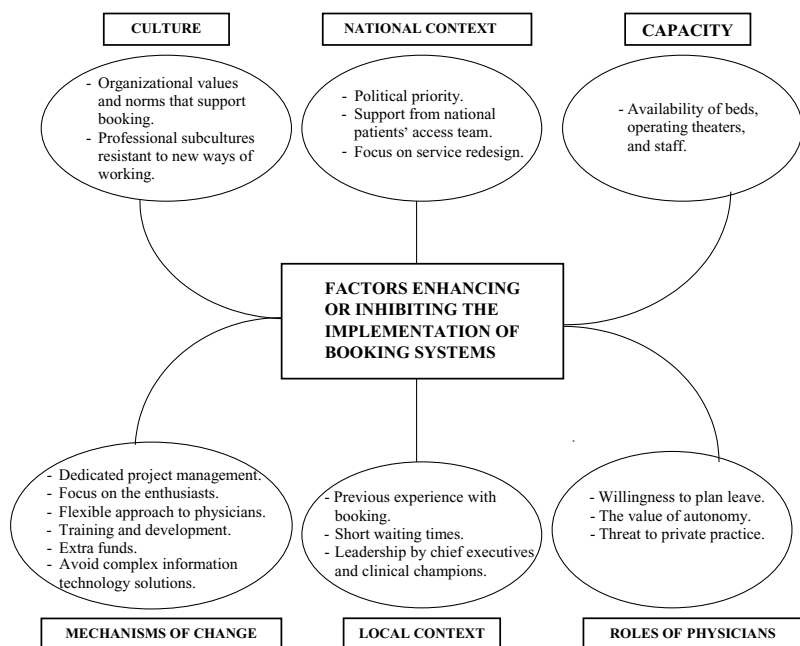 CULTURE
- Organizational values
and norms that support
booking.
- Professional subcultures
resistant to new ways of
working.
NATIONAL CONTEXT
- Political priority.
- Support from national
patients' access team.
- Focus on service redesign.
CAPACITY
- Availability of beds,
operating theaters,
and staff.
FACTORS ENHANCING
OR INHIBITING THE
IMPLEMENTATION OF
BOOKING SYSTEMS
- Dedicated project management.
- Focus on the enthusiasts.
- Flexible approach to physicians.
- Training and development.
- Extra funds.
- Avoid complex information
technology solutions.
MECHANISMS OF CHANGE
- Previous experience with
booking.
- Short waiting times.
- Leadership by chief executives
and clinical champions.
LOCAL CONTEXT
- Willingness to plan leave.
- The value of autonomy.
- Threat to private practice.
ROLES OF PHYSICIANS